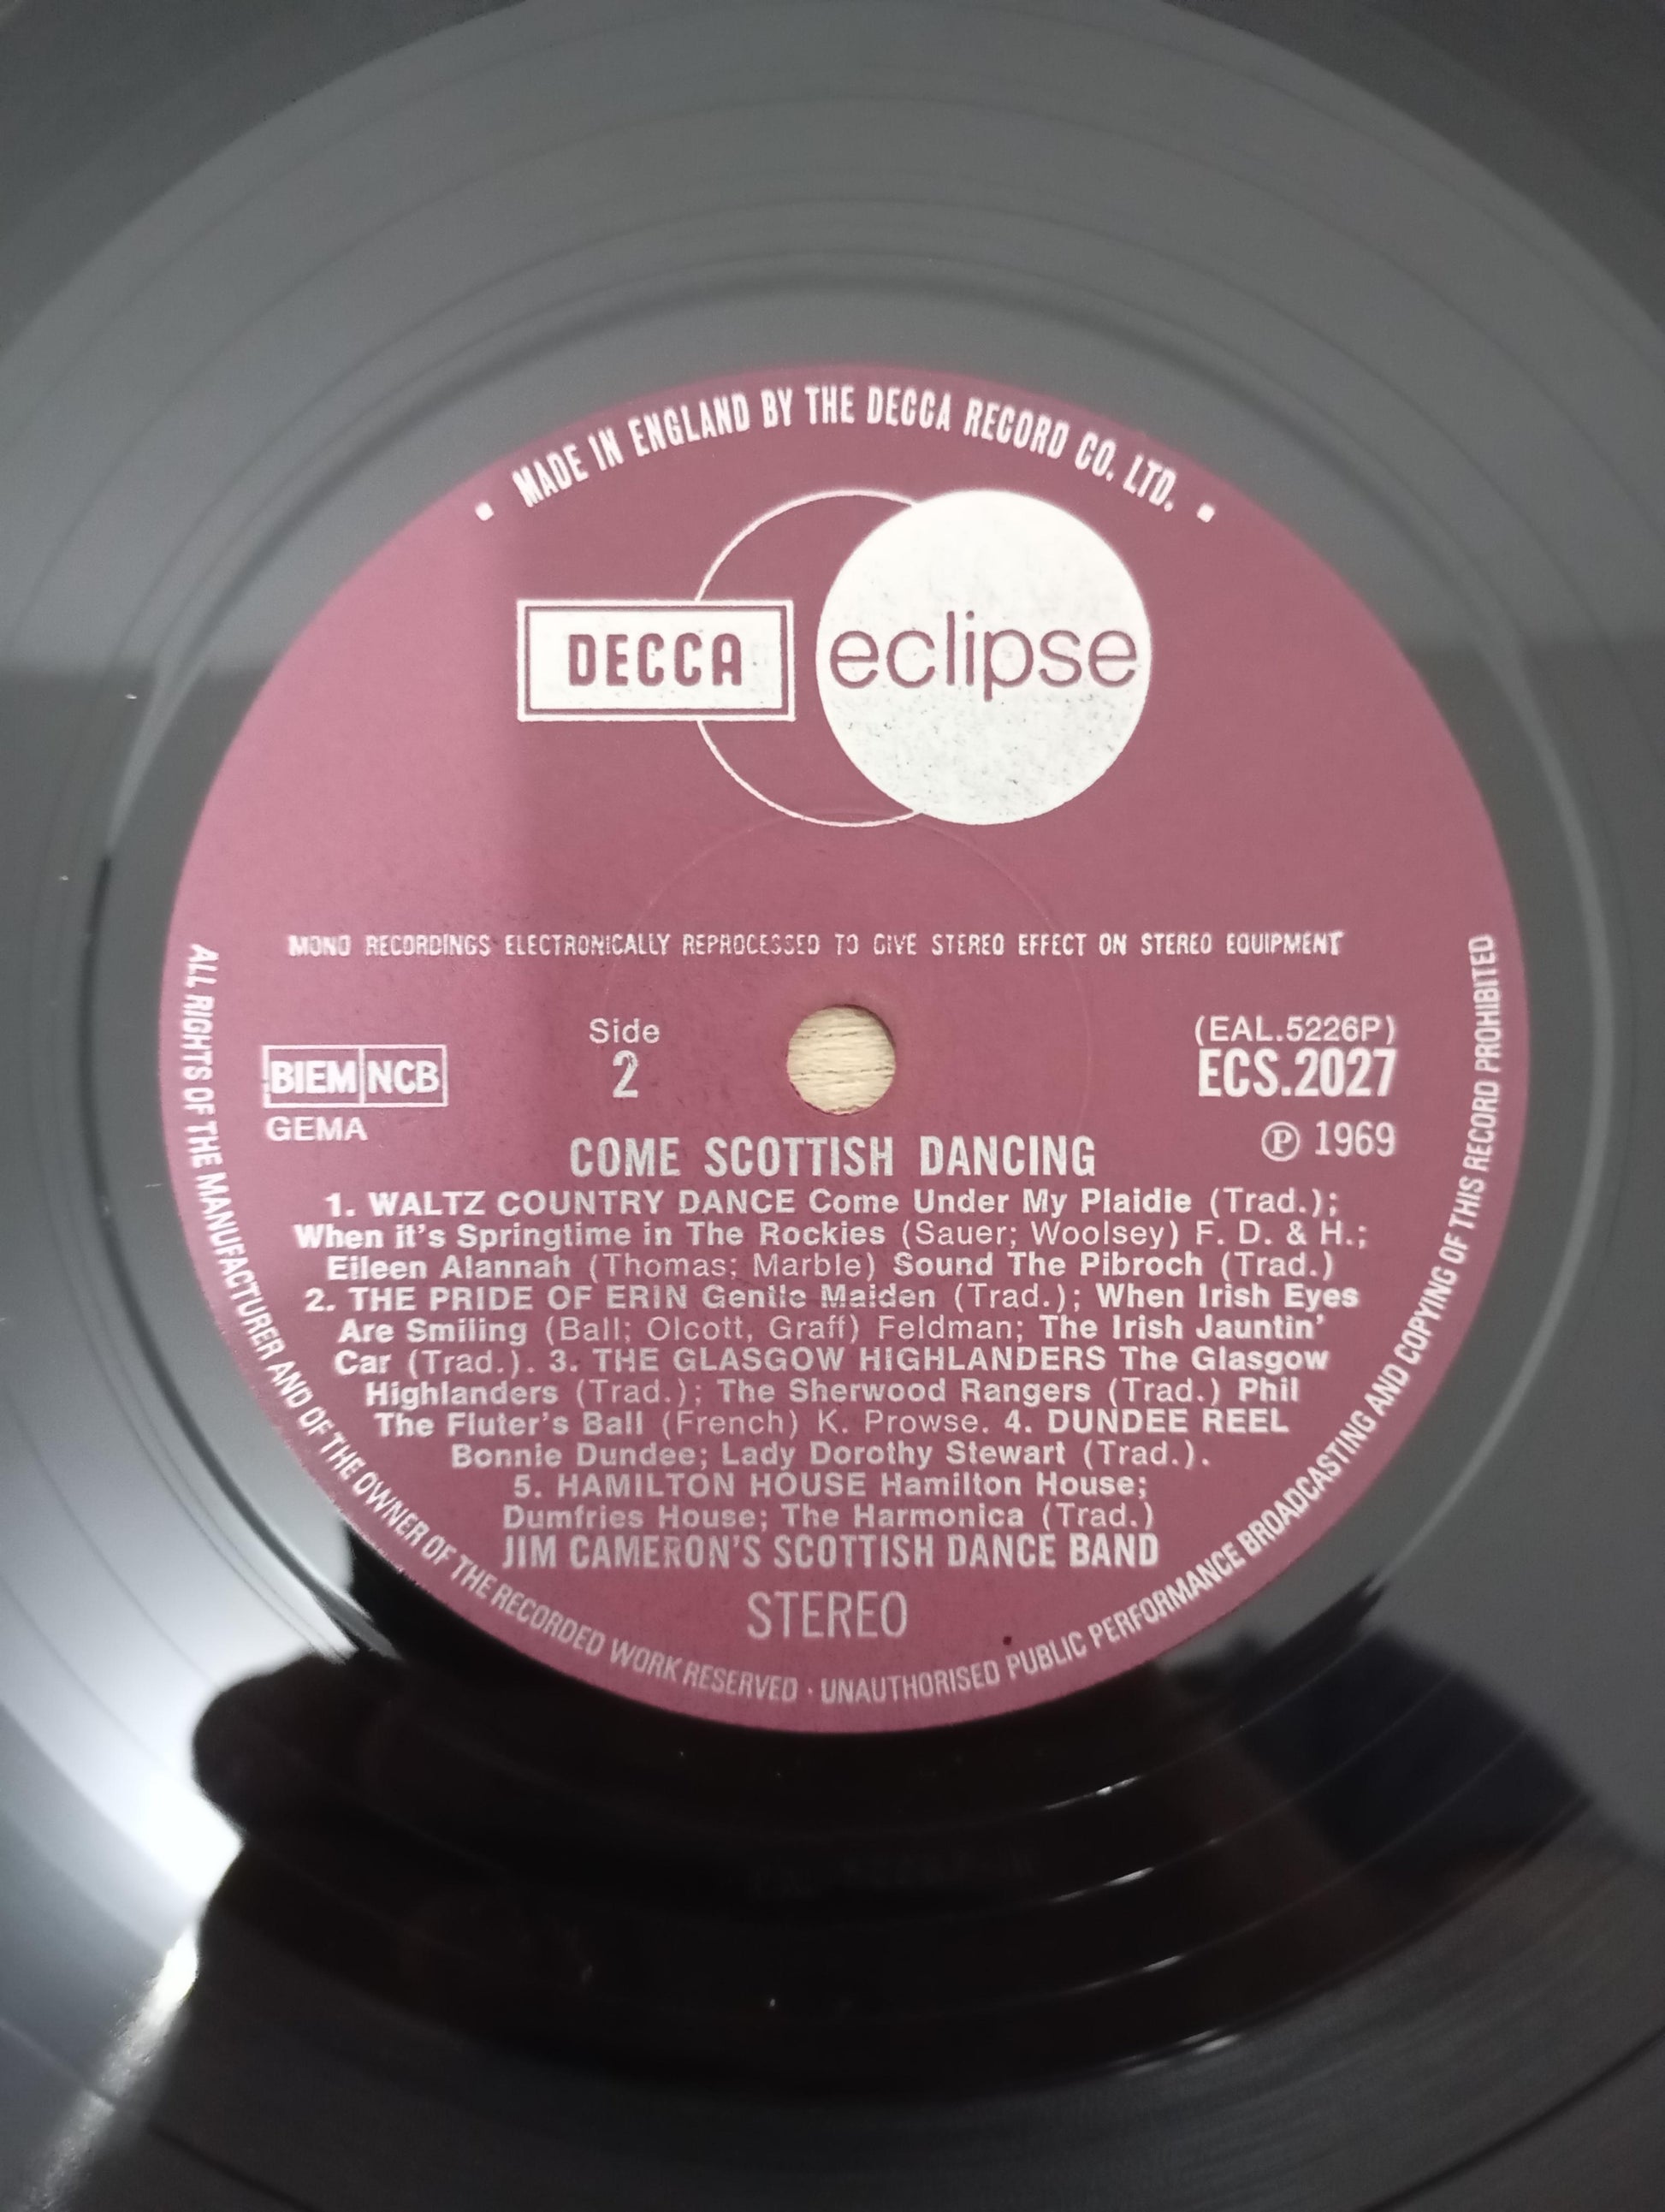 • MADE IN ENGLAND BY THE DECCA RECORD CO. LTD. •
DECCA eclipse
MONO RECORDINGS ELECTRONICALLY REPROCESSED TO GIVE STEREO EFFECT ON STEREO EQUIPMENT
Side
2
BIEM NCB
GEMA
(EAL.5226P)
ECS.2027
℗ 1969
COME SCOTTISH DANCING
1. WALTZ COUNTRY DANCE Come Under My Plaidie (Trad.);
When it's Springtime in The Rockies (Sauer; Woolsey) F. D. & H.;
Eileen Alannah (Thomas; Marble) Sound The Pibroch (Trad.)
2. THE PRIDE OF ERIN Gentle Maiden (Trad.); When Irish Eyes
Are Smiling (Ball; Olcott, Graff) Feldman; The Irish Jauntin'
Car (Trad.). 3. THE GLASGOW HIGHLANDERS The Glasgow
Highlanders (Trad.); The Sherwood Rangers (Trad.) Phil
The Fluter's Ball (French) K. Prowse. 4. DUNDEE REEL
Bonnie Dundee; Lady Dorothy Stewart (Trad.).
5. HAMILTON HOUSE Hamilton House;
Dumfries House; The Harmonica (Trad.)
JIM CAMERON'S SCOTTISH DANCE BAND
STEREO
ALL RIGHTS OF THE MANUFACTURER AND OF THE OWNER OF THE RECORDED WORK RESERVED · UNAUTHORISED PUBLIC PERFORMANCE BROADCASTING AND COPYING OF THIS RECORD PROHIBITED